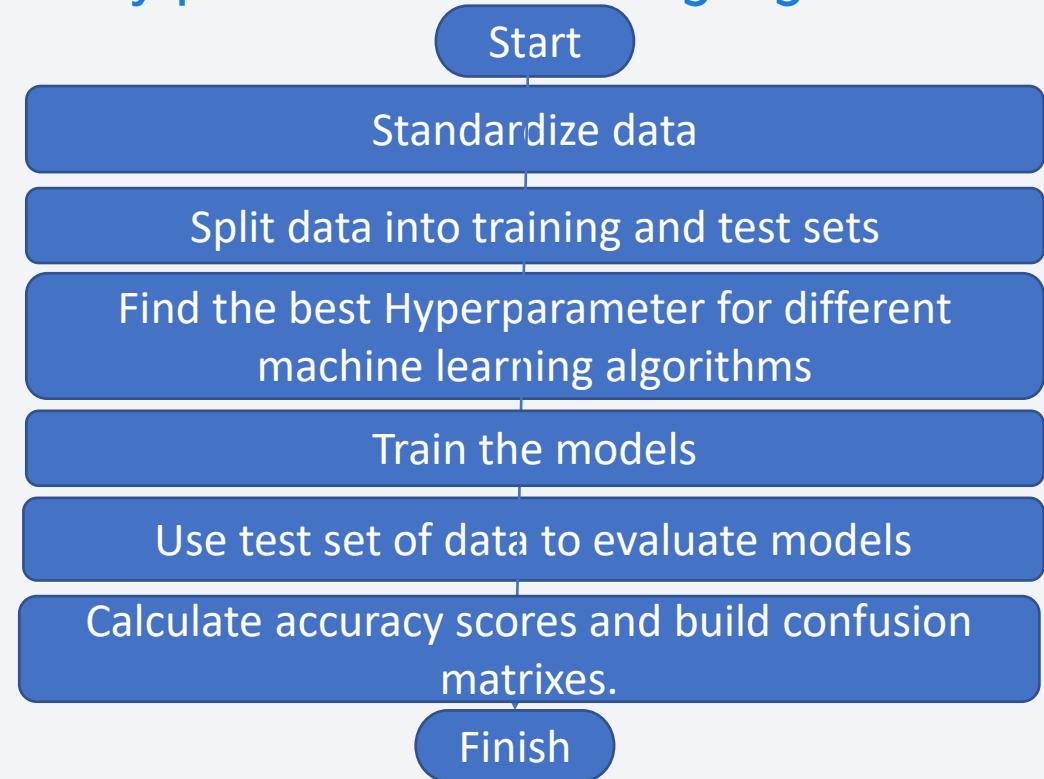 Start
Standardize data
Split data into training and test sets
Find the best Hyperparameter for different
machine learning algorithms
Train the models
Use test set of data to evaluate models
Calculate accuracy scores and build confusion
matrixes.
Finish